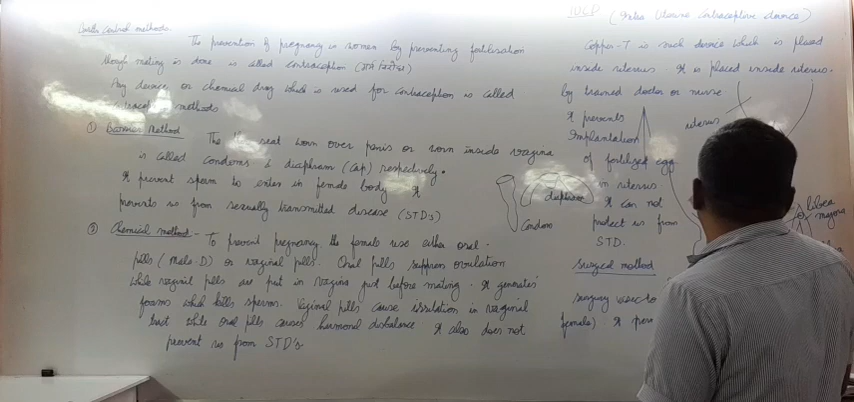 Birth control methods
The prevention of pregnancy in women by preventing fertilisation
though mating is done is called contraception
Any device or chemical drug which is used for contraception is called
contraceptive methods
① Barrier Method
The seat worn over penis or worn inside vagina
is called Condoms & diaphram (cap) respectively.
It prevent sperm to enter in female body. It
prevents us from sexually transmitted disease (STD's)
Condom
② Chemical method - To prevent pregnancy the female use either oral
pills (Mala-D) or vaginal pills. Oral pills suppress ovulation
while vaginal pills are put in vagina just before mating. It generates
foams which kills sperms. Vaginal pills cause irritation in vaginal
tract while oral pills causes hormonal disbalance It also does not
prevent us from STD's
IUCD (Intra Uterine Contraceptive device)
Copper-T is such device which is placed
inside uterus It is placed inside uterus.
by trained doctor or nurse.
It prevents
Implantation
of fertilized egg
in uterus
It can not
protect us from
STD.
Surgical method
surgery
female). It
uterus
majora